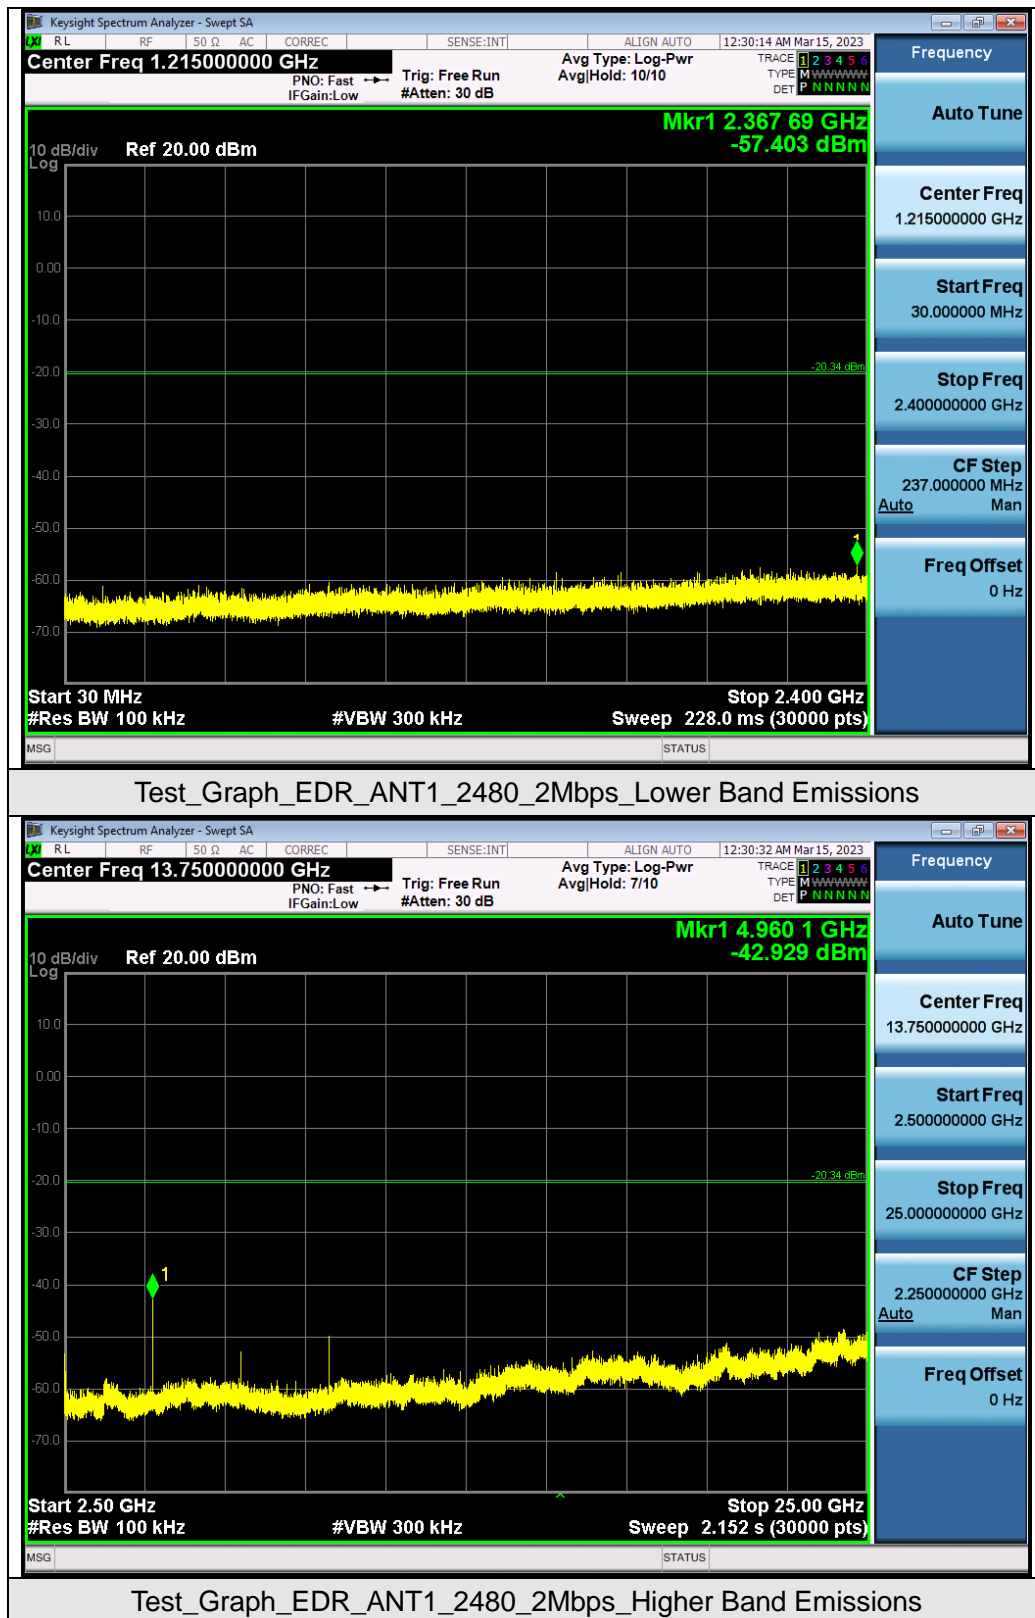 Keysight Spectrum Analyzer - Swept SA
LXI RL RF 50 Ω AC CORREC SENSE:INT ALIGN AUTO 12:30:14 AM Mar 15, 2023
Center Freq 1.215000000 GHz
PNO: Fast
IFGain:Low
Trig: Free Run
#Atten: 30 dB
Avg Type: Log-Pwr
Avg|Hold: 10/10
TRACE 1 2 3 4 5 6
TYPE M WWWWW
DET P N N N N N
Mkr1 2.367 69 GHz
-57.403 dBm
10 dB/div Ref 20.00 dBm
Log
10.0
0.00
-10.0
-20.0
-20.34 dBm
-30.0
-40.0
-50.0
1
-60.0
-70.0
Start 30 MHz Stop 2.400 GHz
#Res BW 100 kHz #VBW 300 kHz Sweep 228.0 ms (30000 pts)
MSG STATUS
Frequency
Auto Tune
Center Freq
1.215000000 GHz
Start Freq
30.000000 MHz
Stop Freq
2.400000000 GHz
CF Step
237.000000 MHz
Auto Man
Freq Offset
0 Hz
Test_Graph_EDR_ANT1_2480_2Mbps_Lower Band Emissions
Keysight Spectrum Analyzer - Swept SA
LXI RL RF 50 Ω AC CORREC SENSE:INT ALIGN AUTO 12:30:32 AM Mar 15, 2023
Center Freq 13.750000000 GHz
PNO: Fast
IFGain:Low
Trig: Free Run
#Atten: 30 dB
Avg Type: Log-Pwr
Avg|Hold: 7/10
TRACE 1 2 3 4 5 6
TYPE M WWWWW
DET P N N N N N
Mkr1 4.960 1 GHz
-42.929 dBm
10 dB/div Ref 20.00 dBm
Log
10.0
0.00
-10.0
-20.0
-20.34 dBm
-30.0
1
-40.0
-50.0
-60.0
-70.0
Start 2.50 GHz Stop 25.00 GHz
#Res BW 100 kHz #VBW 300 kHz Sweep 2.152 s (30000 pts)
MSG STATUS
Frequency
Auto Tune
Center Freq
13.750000000 GHz
Start Freq
2.500000000 GHz
Stop Freq
25.000000000 GHz
CF Step
2.250000000 GHz
Auto Man
Freq Offset
0 Hz
Test_Graph_EDR_ANT1_2480_2Mbps_Higher Band Emissions